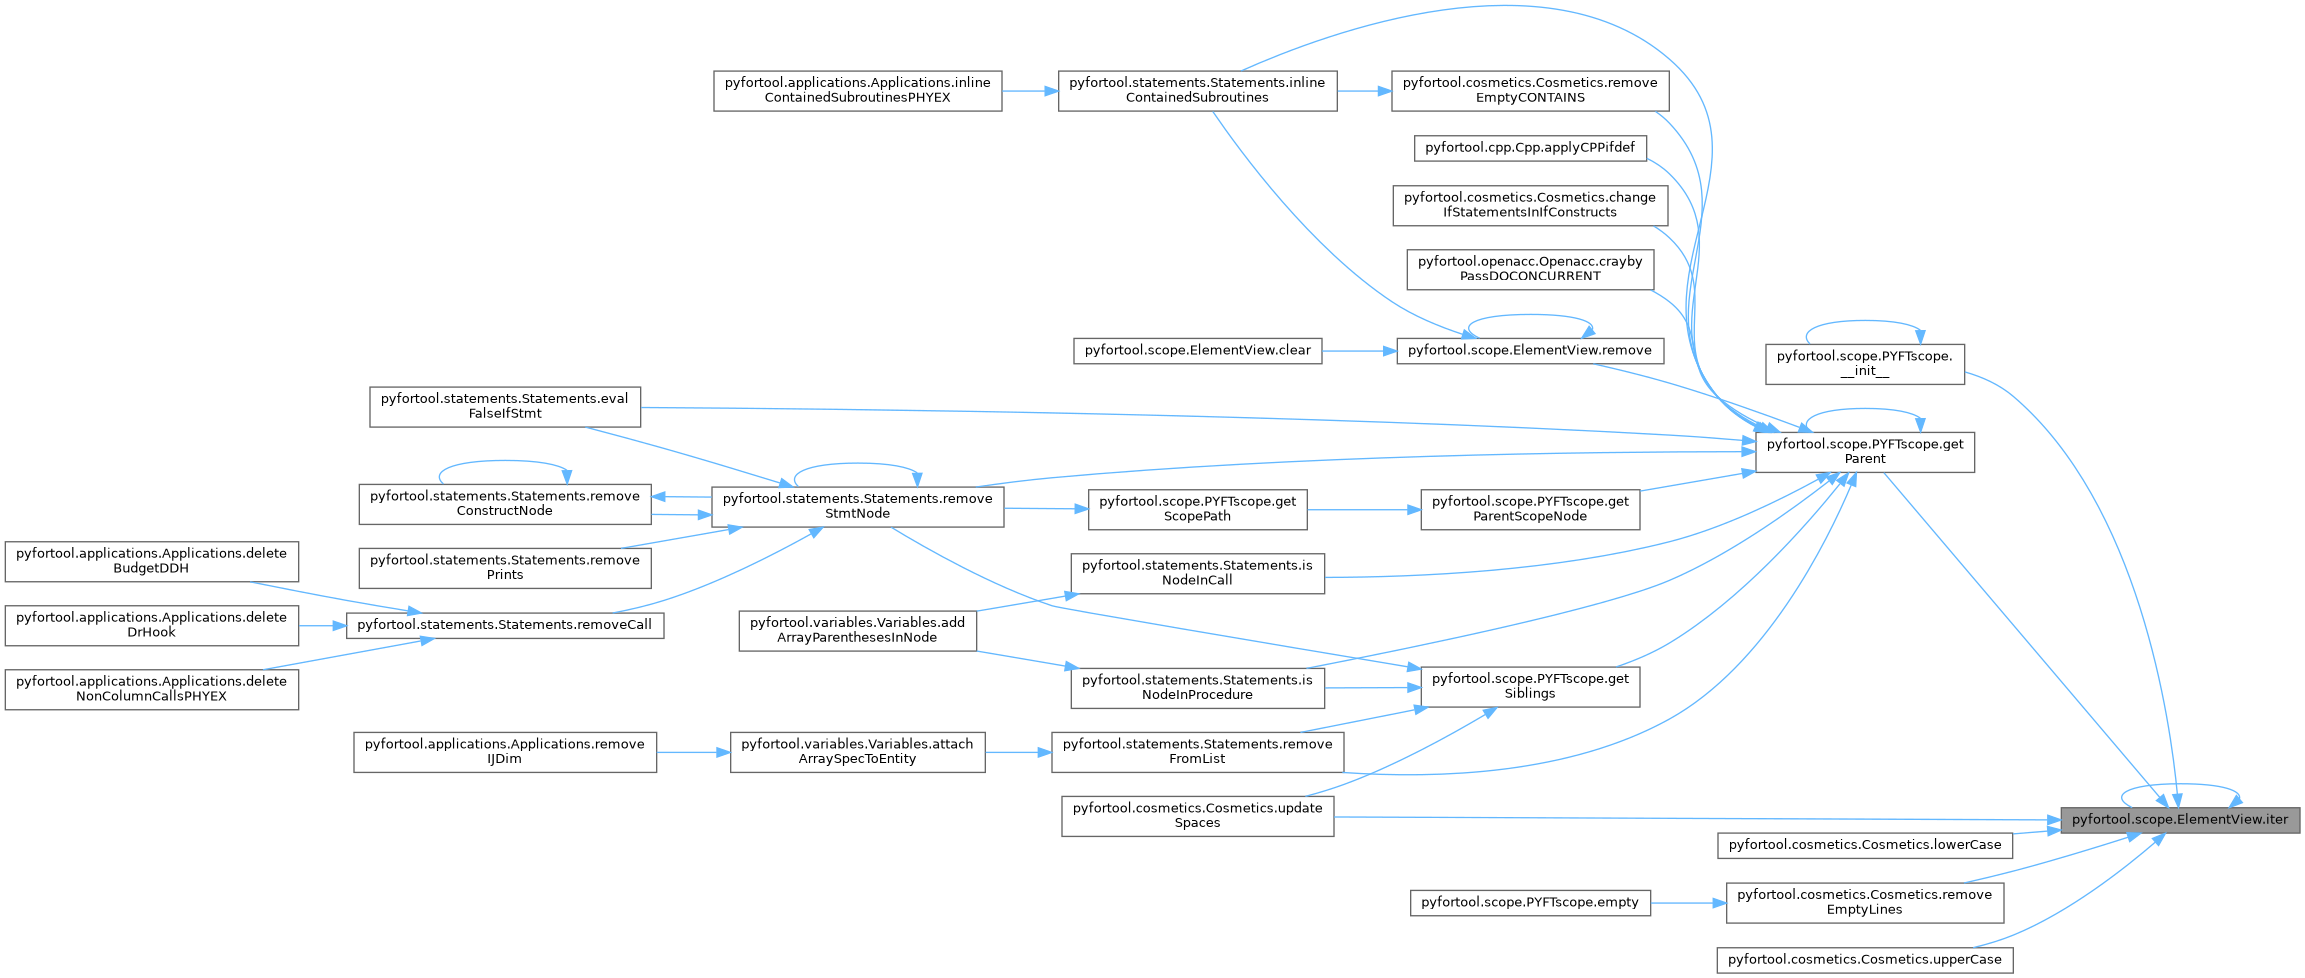 pyfortool.applications.Applications.inline
ContainedSubroutinesPHYEX
pyfortool.statements.Statements.inline
ContainedSubroutines
pyfortool.cosmetics.Cosmetics.remove
EmptyCONTAINS
pyfortool.cpp.Cpp.applyCPPifdef
pyfortool.cosmetics.Cosmetics.change
IfStatementsInIfConstructs
pyfortool.openacc.Openacc.crayby
PassDOCONCURRENT
pyfortool.scope.ElementView.clear
pyfortool.scope.ElementView.remove
pyfortool.scope.PYFTscope.
__init__
pyfortool.statements.Statements.eval
FalseIfStmt
pyfortool.scope.PYFTscope.get
Parent
pyfortool.statements.Statements.remove
ConstructNode
pyfortool.statements.Statements.remove
StmtNode
pyfortool.scope.PYFTscope.get
ScopePath
pyfortool.scope.PYFTscope.get
ParentScopeNode
pyfortool.applications.Applications.delete
BudgetDDH
pyfortool.statements.Statements.remove
Prints
pyfortool.statements.Statements.is
NodeInCall
pyfortool.applications.Applications.delete
DrHook
pyfortool.statements.Statements.removeCall
pyfortool.variables.Variables.add
ArrayParenthesesInNode
pyfortool.applications.Applications.delete
NonColumnCallsPHYEX
pyfortool.statements.Statements.is
NodeInProcedure
pyfortool.scope.PYFTscope.get
Siblings
pyfortool.applications.Applications.remove
IJDim
pyfortool.variables.Variables.attach
ArraySpecToEntity
pyfortool.statements.Statements.remove
FromList
pyfortool.cosmetics.Cosmetics.update
Spaces
pyfortool.scope.ElementView.iter
pyfortool.cosmetics.Cosmetics.lowerCase
pyfortool.scope.PYFTscope.empty
pyfortool.cosmetics.Cosmetics.remove
EmptyLines
pyfortool.cosmetics.Cosmetics.upperCase